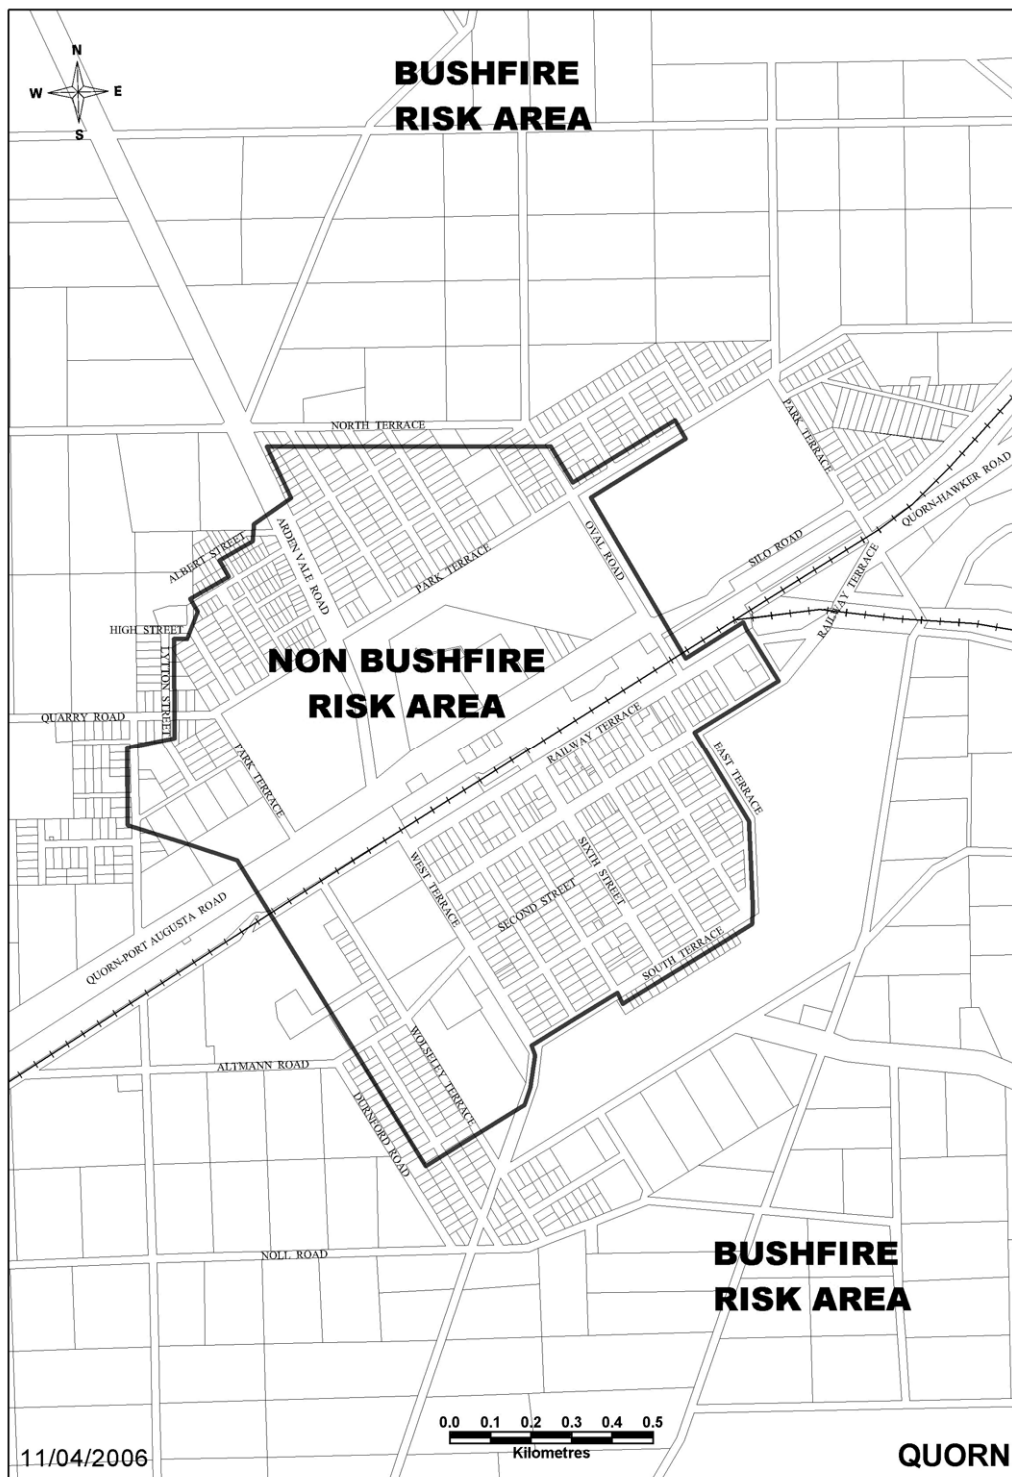 N
W E
S
BUSHFIRE
RISK AREA
NORTH TERRACE
PARK TERRACE
QUORN-HAWKER ROAD
ALBERT STREET
ARDEN VALE ROAD
PARK TERRACE
OVAL ROAD
SILO ROAD
RAILWAY TERRACE
HIGH STREET
LYTTON STREET
NON BUSHFIRE
RISK AREA
QUARRY ROAD
PARK TERRACE
RAILWAY TERRACE
EAST TERRACE
WEST TERRACE
SIXTH STREET
SECOND STREET
QUORN-PORT AUGUSTA ROAD
SOUTH TERRACE
ALTMANN ROAD
WOLSELEY TERRACE
DURNFORD ROAD
NOLL ROAD
BUSHFIRE
RISK AREA
0.0 0.1 0.2 0.3 0.4 0.5
Kilometres
11/04/2006
QUORN